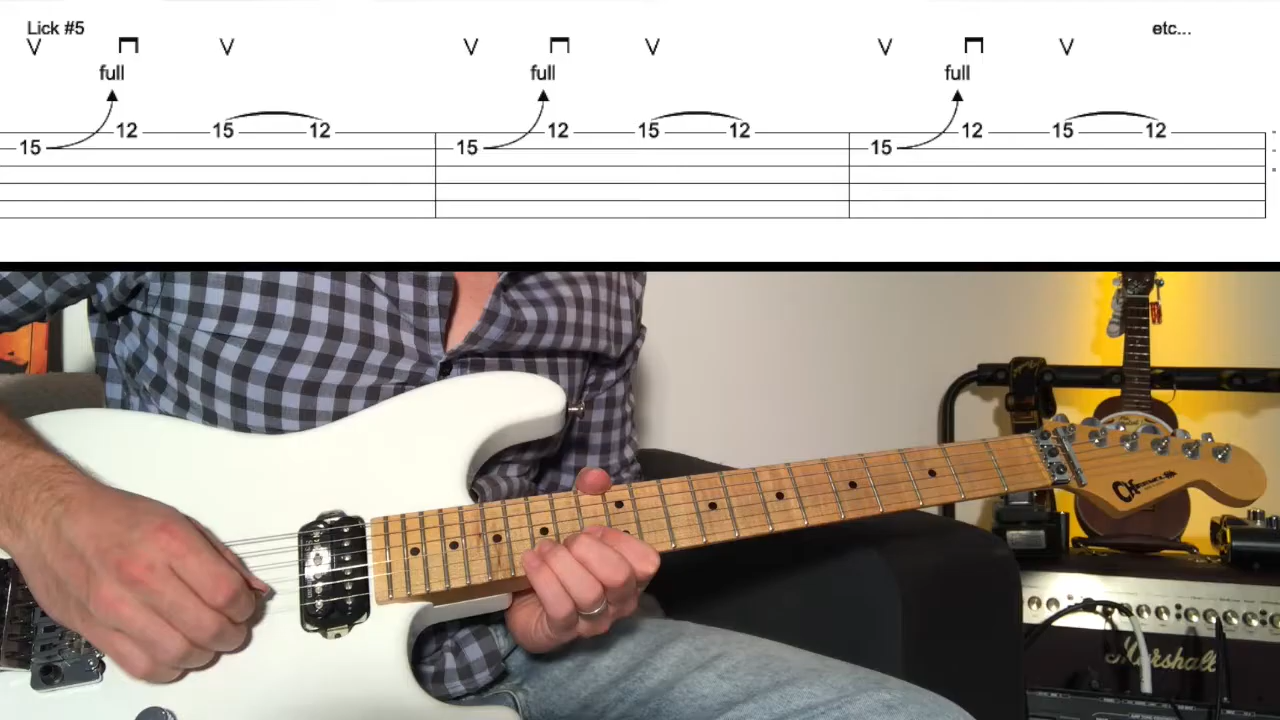 Lick #5
etc...
V V V V V V
full full full
12 15 12 12 15 12 12 15 12
15 15 15
Marshall